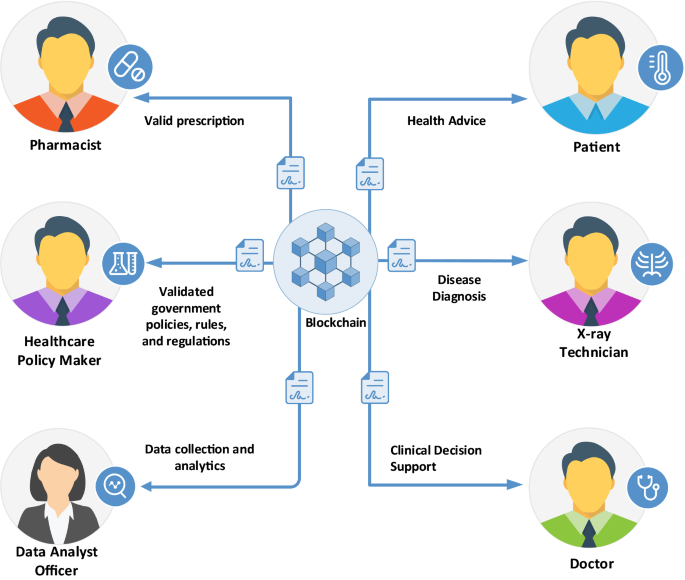 Valid prescription
Pharmacist
Health Advice
Patient
Validated
government
policies, rules,
and regulations
Healthcare
Policy Maker
Blockchain
Disease
Diagnosis
X-ray
Technician
Data collection and
analytics
Data Analyst
Officer
Clinical Decision
Support
Doctor